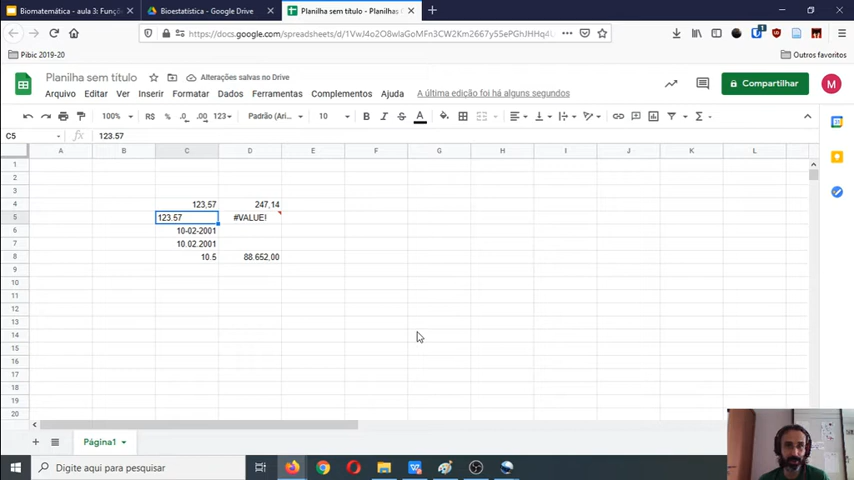 Biomatemática - aula 3: Funçõ
Bioestatística - Google Drive
Planilha sem título - Planilhas
https://docs.google.com/spreadsheets/d/1VwJ4o2O8wlaGoMFn3CW2Km2667y55ePGhJHHq4U
Pibic 2019-20
Outros favoritos
Planilha sem título
Alterações salvas no Drive
Arquivo Editar Ver Inserir Formatar Dados Ferramentas Complementos Ajuda A última edição foi há alguns segundos
Compartilhar
M
100% R$ % .0 .00 123 Padrão (Ari... 10 B I S A
C5 fx 123.57
A B C D E F G H I J K L
1
2
3
4 123,57 247,14
5 123.57 #VALUE!
6 10-02-2001
7 10.02.2001
8 10.5 88.652,00
9
10
11
12
13
14
15
16
17
18
19
20
Página1
Digite aqui para pesquisar